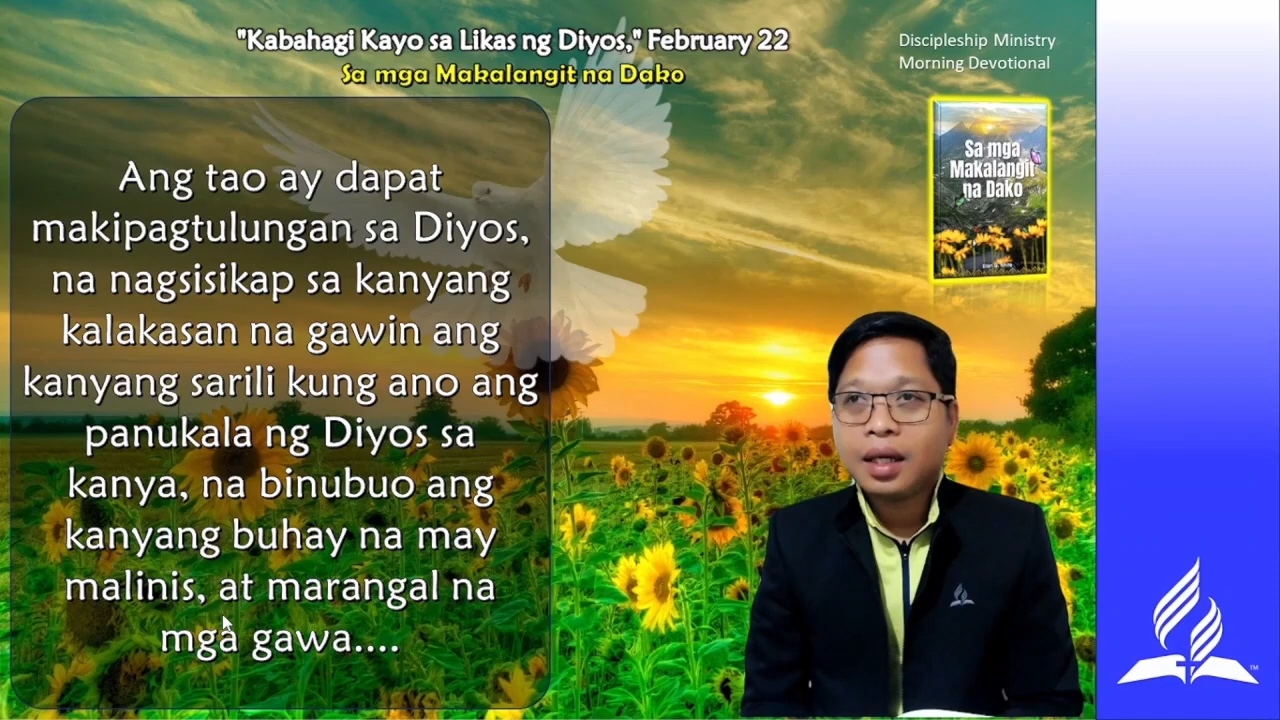 "Kabahagi Kayo sa Likas ng Diyos," February 22
Sa mga Makalangit na Dako
Discipleship Ministry
Morning Devotional
Sa mga
Makalangit
na Dako
Ang tao ay dapat
makipagtulungan sa Diyos,
na nagsisikap sa kanyang
kalakasan na gawin ang
kanyang sarili kung ano ang
panukala ng Diyos sa
kanya, na binubuo ang
kanyang buhay na may
malinis, at marangal na
mga gawa....
TM